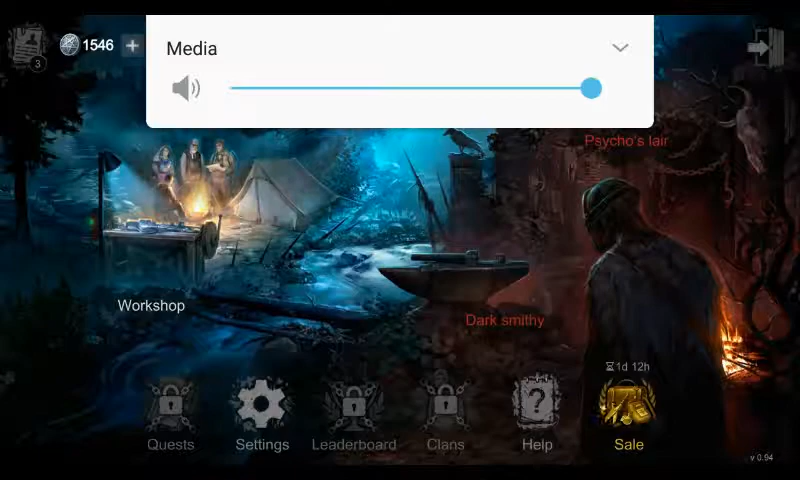 Media
1546
3
Psycho's lair
Workshop
Dark smithy
1d 12h
Quests
Settings
Leaderboard
Clans
Help
Sale
v 0.94